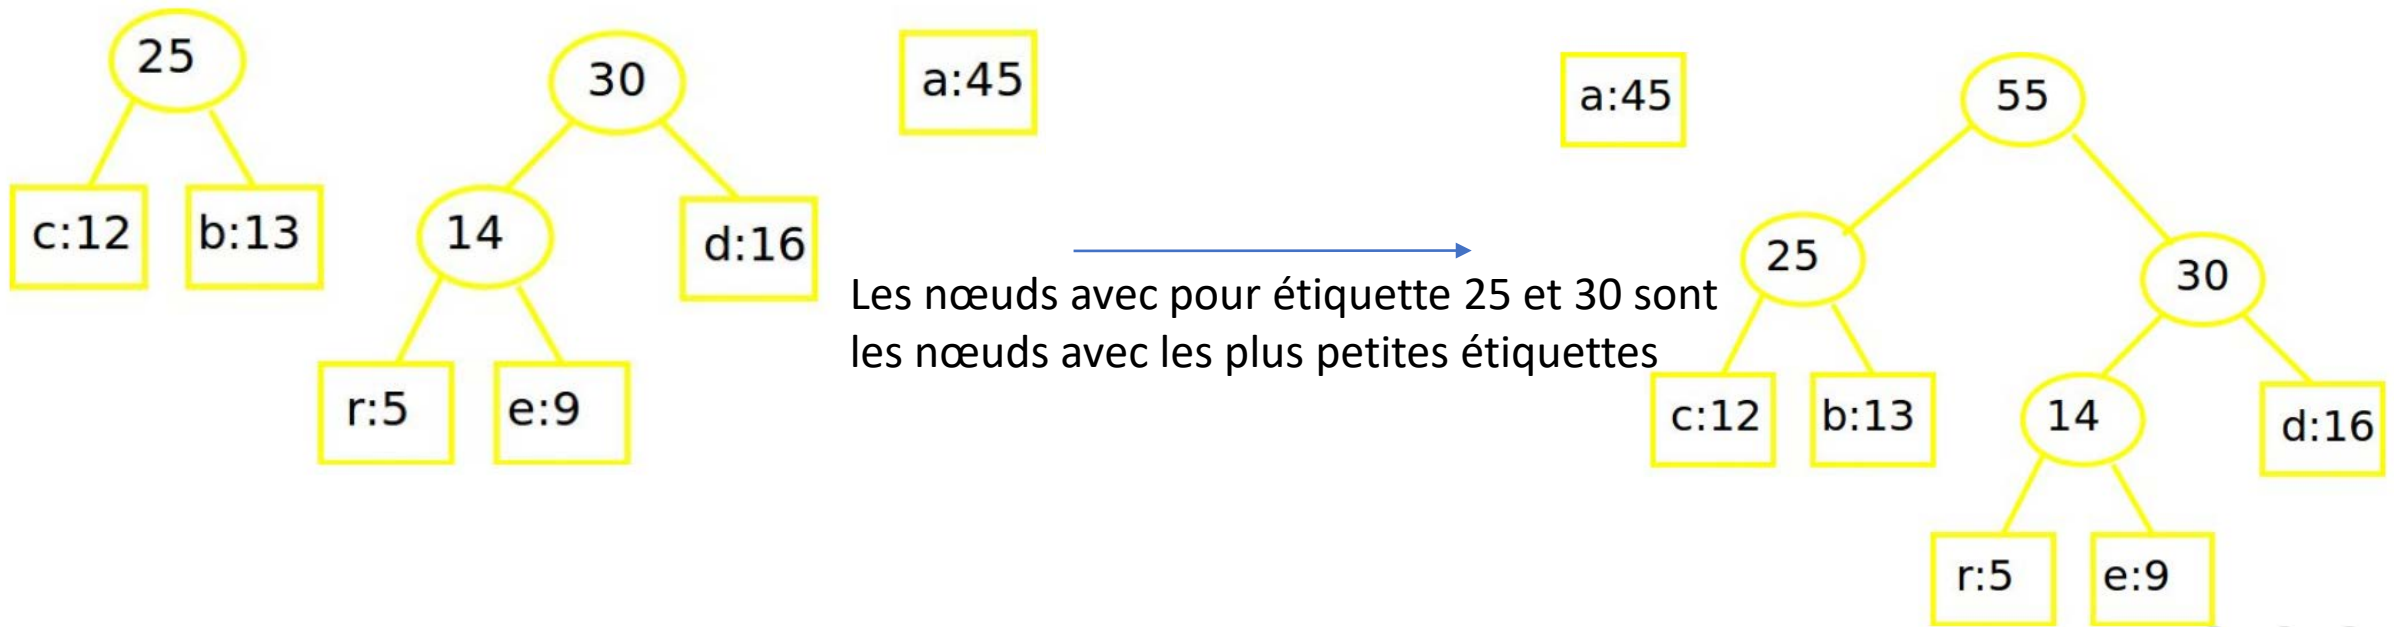 25
30
a:45
c:12
b:13
14
d:16
r:5
e:9
Les nœuds avec pour étiquette 25 et 30 sont
les nœuds avec les plus petites étiquettes
a:45
55
25
30
c:12
b:13
14
d:16
r:5
e:9